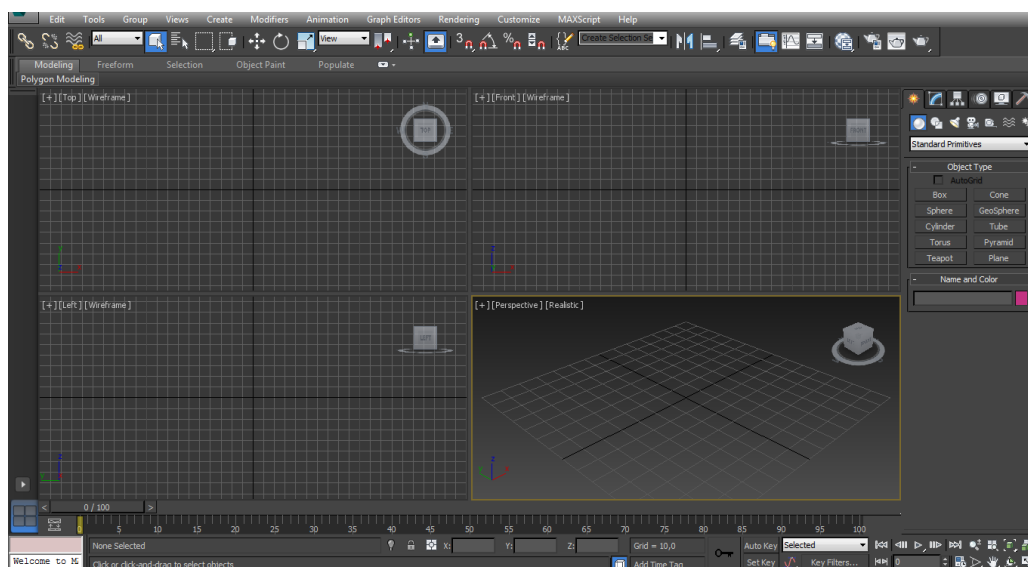 Edit Tools Group Views Create Modifiers Animation Graph Editors Rendering Customize MAXScript Help
All View 3 % ABC Create Selection Se
Modeling Freeform Selection Object Paint Populate
Polygon Modeling
[+][Top][Wireframe]
TOP
[+][Front][Wireframe]
FRONT
Standard Primitives
- Object Type
AutoGrid
Box Cone
Sphere GeoSphere
Cylinder Tube
Torus Pyramid
Teapot Plane
- Name and Color
[+][Left][Wireframe]
LEFT
[+][Perspective][Realistic]
< 0 / 100 >
0 5 10 15 20 25 30 35 40 45 50 55 60 65 70 75 80 85 90 95 100
None Selected X: Y: Z: Grid = 10,0 Auto Key Selected
Welcome to M Click or click-and-drag to select objects Add Time Tag Set Key Key Filters... 0